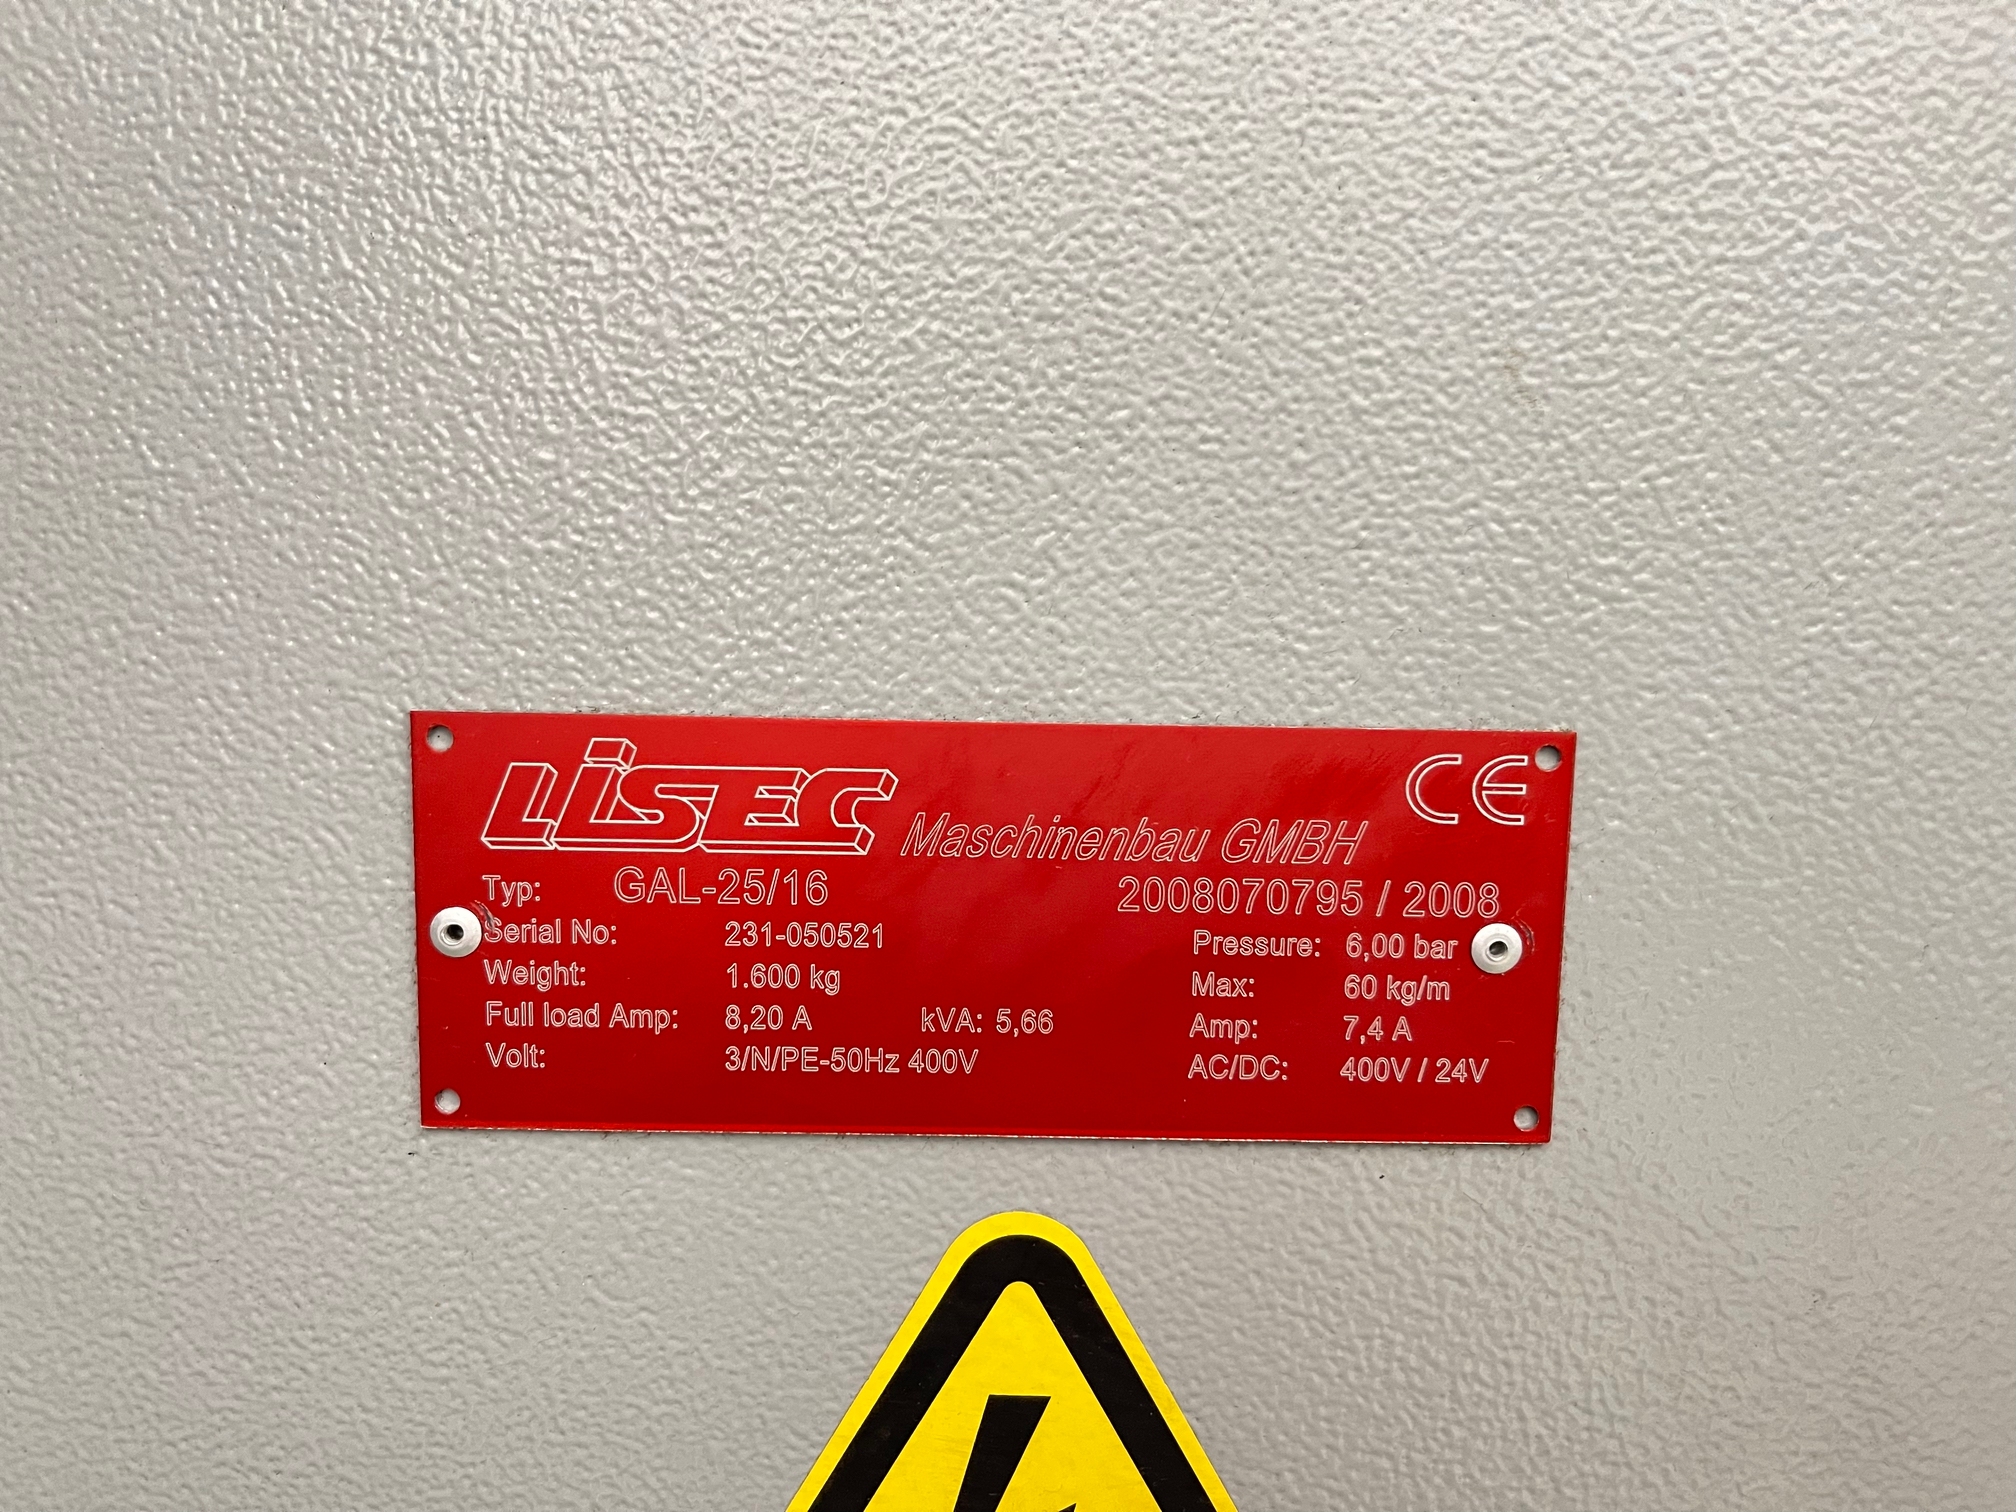 LiSEC Maschinenbau GMBH CE
Typ: GAL-25/16 2008070795 / 2008
Serial No: 231-050521 Pressure: 6,00 bar
Weight: 1.600 kg Max: 60 kg/m
Full load Amp: 8,20 A kVA: 5,66 Amp: 7,4 A
Volt: 3/N/PE-50Hz 400V AC/DC: 400V / 24V